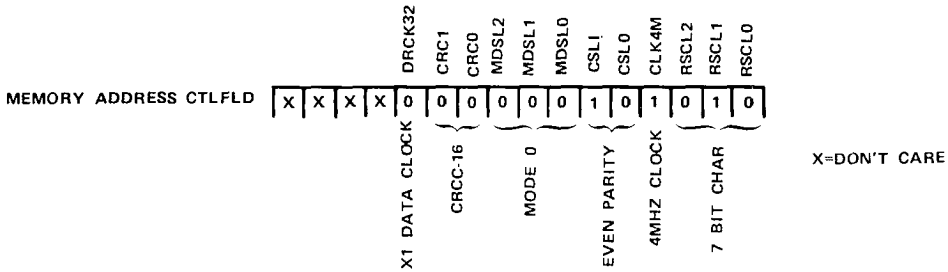 DRCK32
CRC1
CRC0
MDSL2
MDSL1
MDSL0
CSL1
CSL0
CLK4M
RSCL2
RSCL1
RSCL0
MEMORY ADDRESS CTLFLD X X X X 0 0 0 0 0 0 1 0 1 0 1 0
X1 DATA CLOCK
CRCC-16
MODE 0
EVEN PARITY
4MHZ CLOCK
7 BIT CHAR
X=DON'T CARE